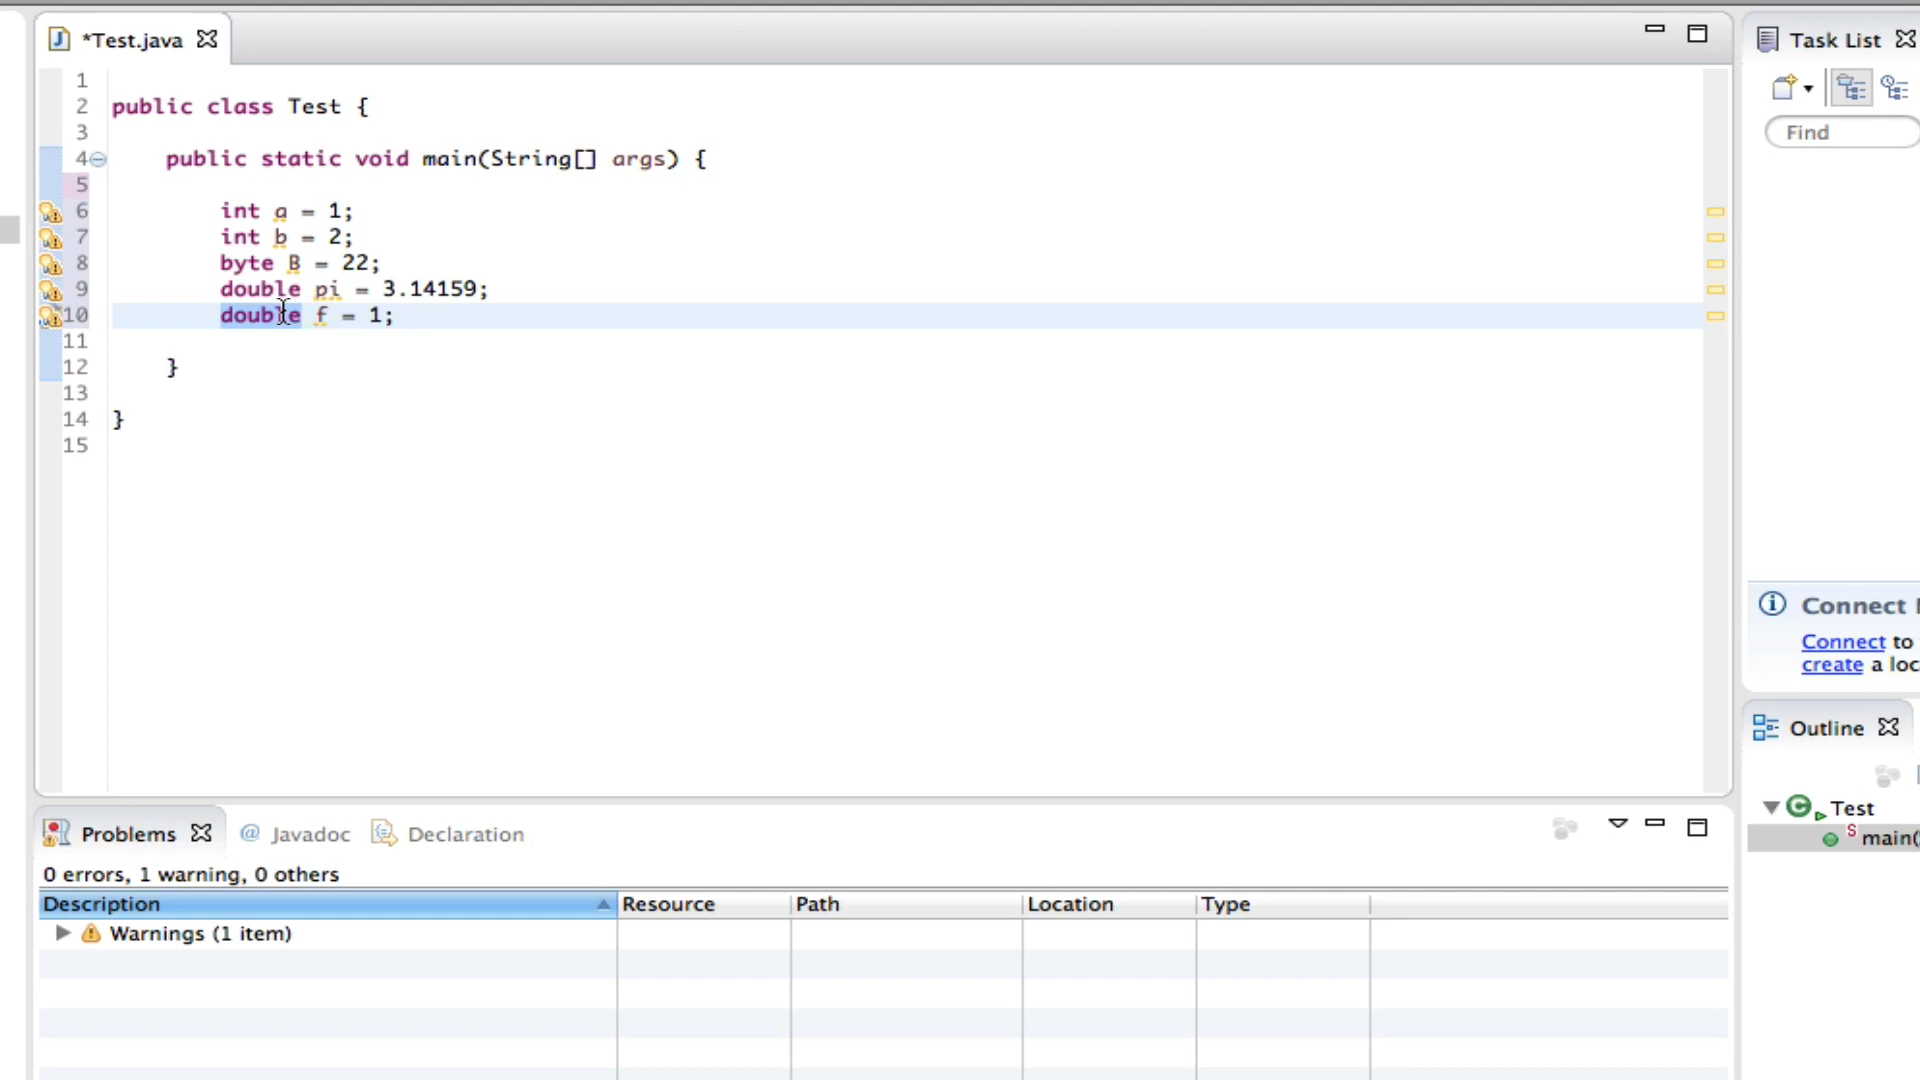 *Test.java
1
2 public class Test {
3
4 public static void main(String[] args) {
5
6 int a = 1;
7 int b = 2;
8 byte B = 22;
9 double pi = 3.14159;
10 double f = 1;
11
12 }
13
14 }
15
Task List
Find
Connect
Connect to
create a loc
Outline
Test
main(
Problems @ Javadoc Declaration
0 errors, 1 warning, 0 others
Description Resource Path Location Type
Warnings (1 item)